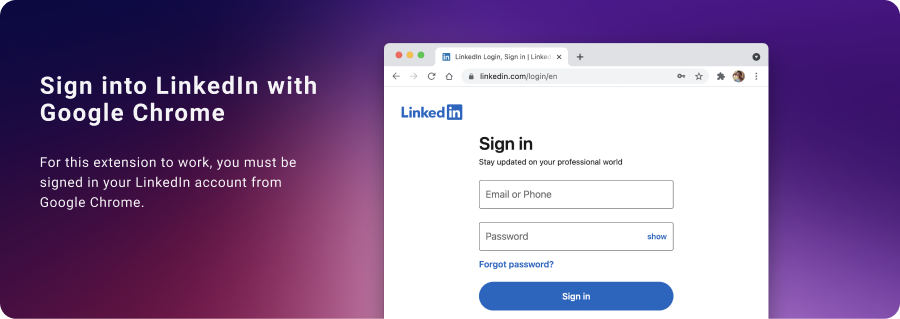 Sign into LinkedIn with
Google Chrome
For this extension to work, you must be
signed in your LinkedIn account from
Google Chrome.
LinkedIn Login, Sign in | Linked
linkedin.com/login/en
Linked in
Sign in
Stay updated on your professional world
Email or Phone
Password show
Forgot password?
Sign in